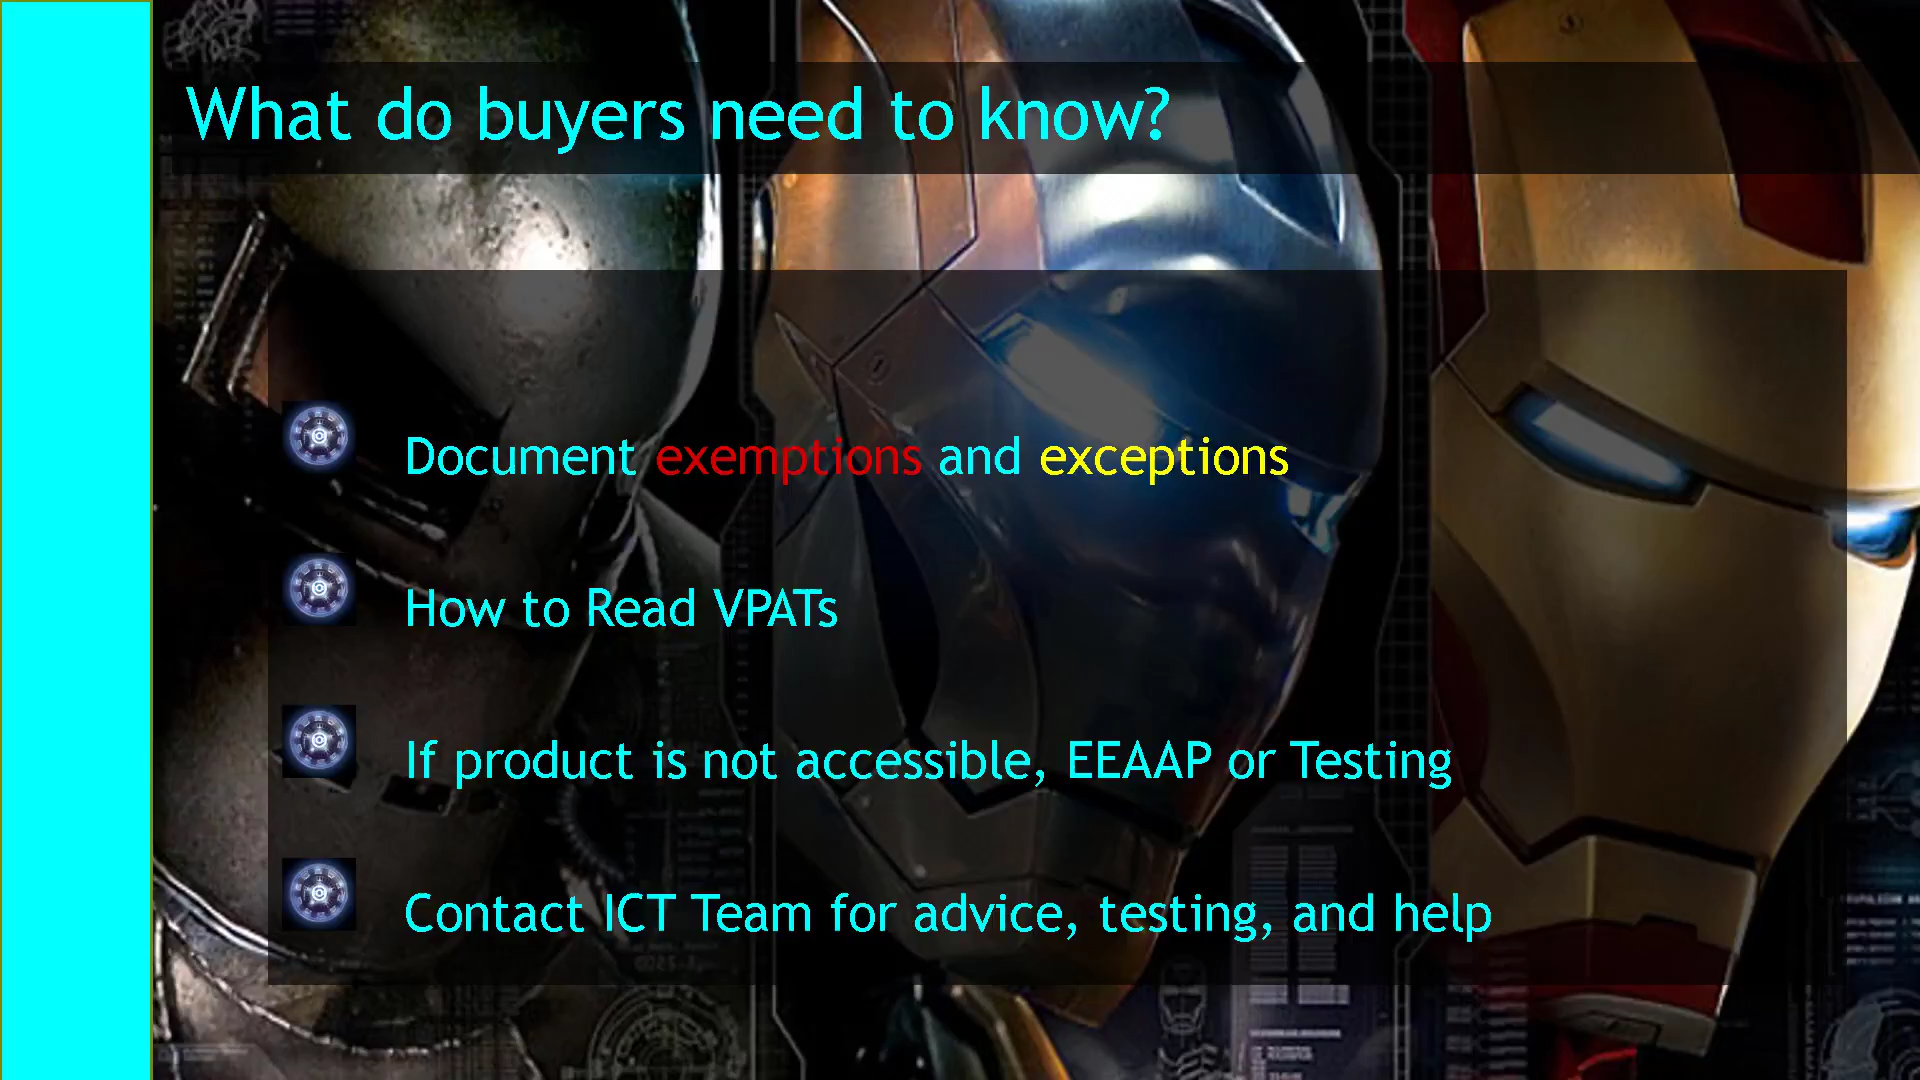 What do buyers need to know?
Document exemptions and exceptions
How to Read VPATs
If product is not accessible, EEAAP or Testing
Contact ICT Team for advice, testing, and help